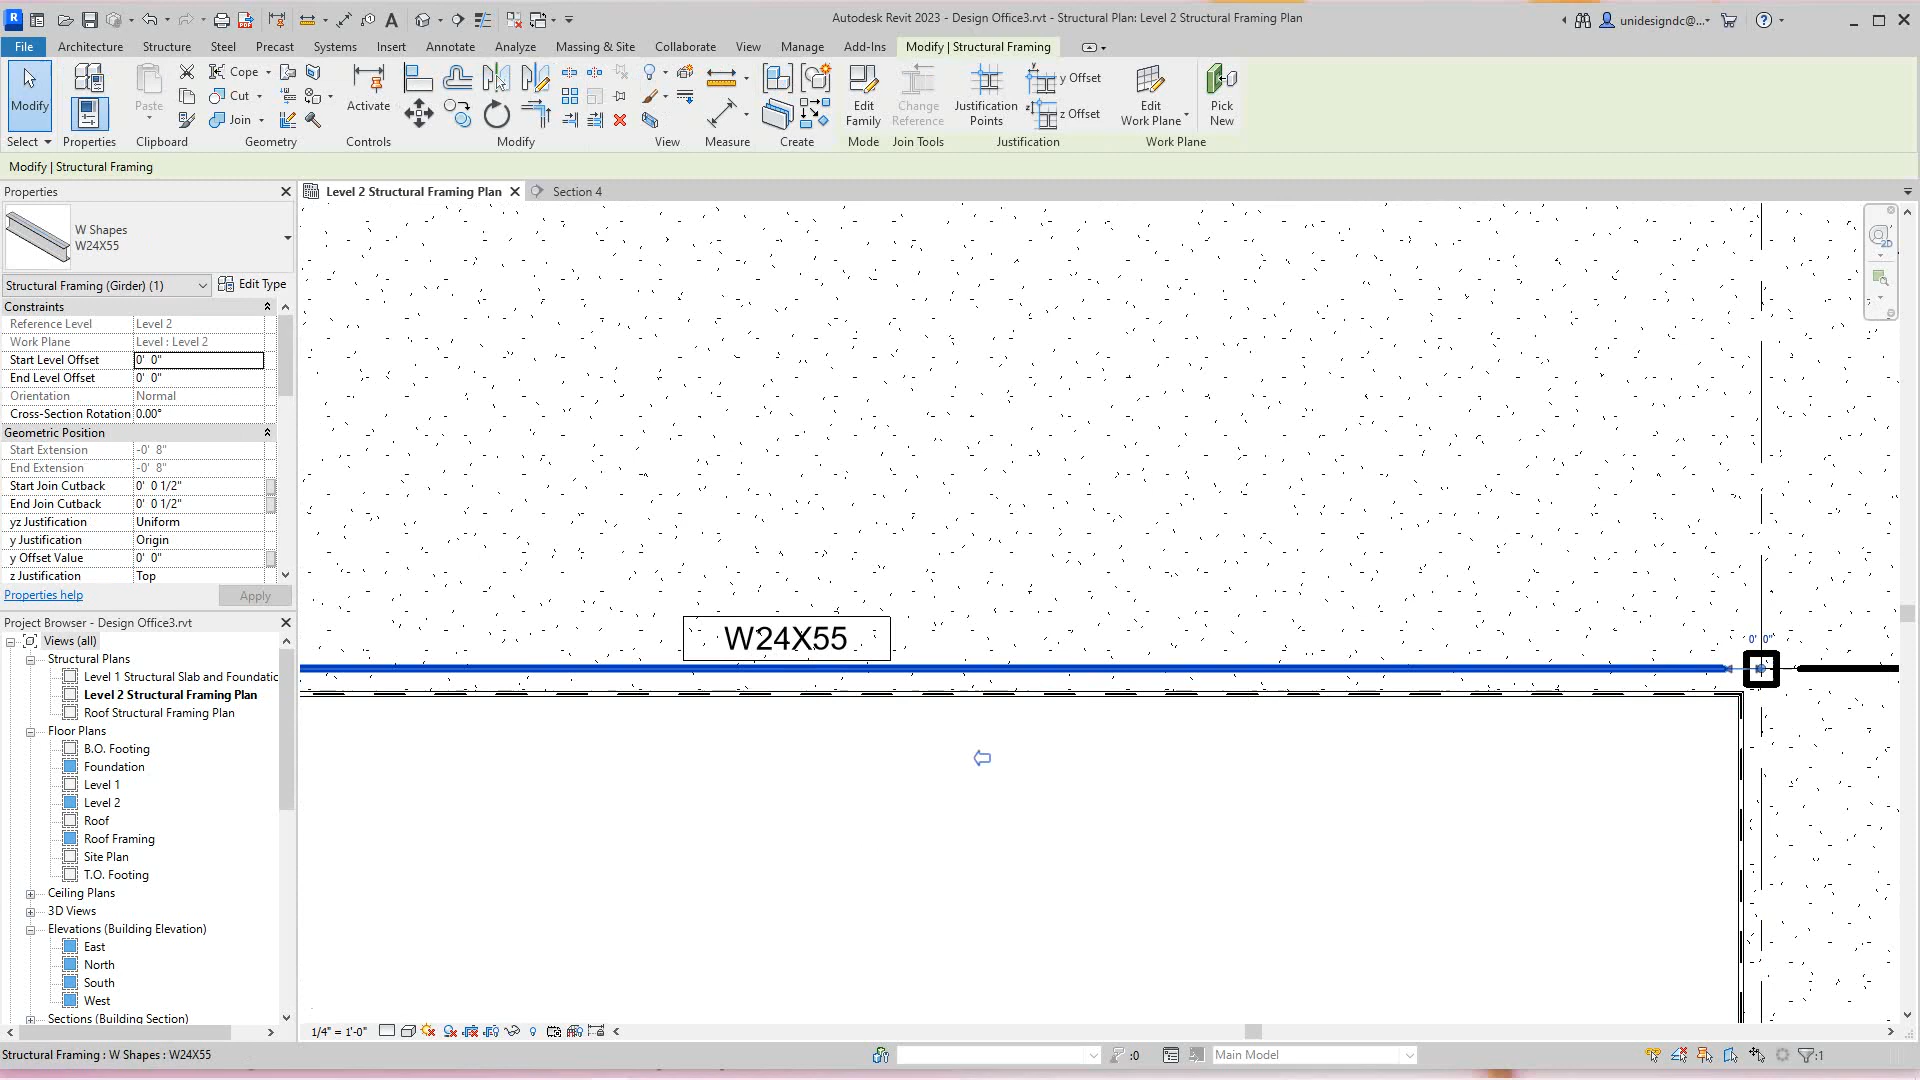 Autodesk Revit 2023 - Design Office3.rvt - Structural Plan: Level 2 Structural Framing Plan
unidesigndc@...
File Architecture Structure Steel Precast Systems Insert Annotate Analyze Massing & Site Collaborate View Manage Add-Ins Modify | Structural Framing
Modify
Paste
Cope
Cut
Join
Activate
Edit Family
Change Reference
Justification Points
y Offset
z Offset
Edit Work Plane
Pick New
Select Properties Clipboard Geometry Controls Modify View Measure Create Mode Join Tools Justification Work Plane
Modify | Structural Framing
Properties
Level 2 Structural Framing Plan
Section 4
W Shapes
W24X55
Structural Framing (Girder) (1)
Edit Type
Constraints
Reference Level Level 2
Work Plane Level : Level 2
Start Level Offset 0' 0"
End Level Offset 0' 0"
Orientation Normal
Cross-Section Rotation 0.00°
Geometric Position
Start Extension -0' 8"
End Extension -0' 8"
Start Join Cutback 0' 0 1/2"
End Join Cutback 0' 0 1/2"
yz Justification Uniform
y Justification Origin
y Offset Value 0' 0"
z Justification Top
Properties help
Apply
Project Browser - Design Office3.rvt
Views (all)
Structural Plans
Level 1 Structural Slab and Foundatic
Level 2 Structural Framing Plan
Roof Structural Framing Plan
Floor Plans
B.O. Footing
Foundation
Level 1
Level 2
Roof
Roof Framing
Site Plan
T.O. Footing
Ceiling Plans
3D Views
Elevations (Building Elevation)
East
North
South
West
Sections (Building Section)
W24X55
0' 0"
2D
1/4" = 1'-0"
Structural Framing : W Shapes : W24X55
:0
Main Model
:1